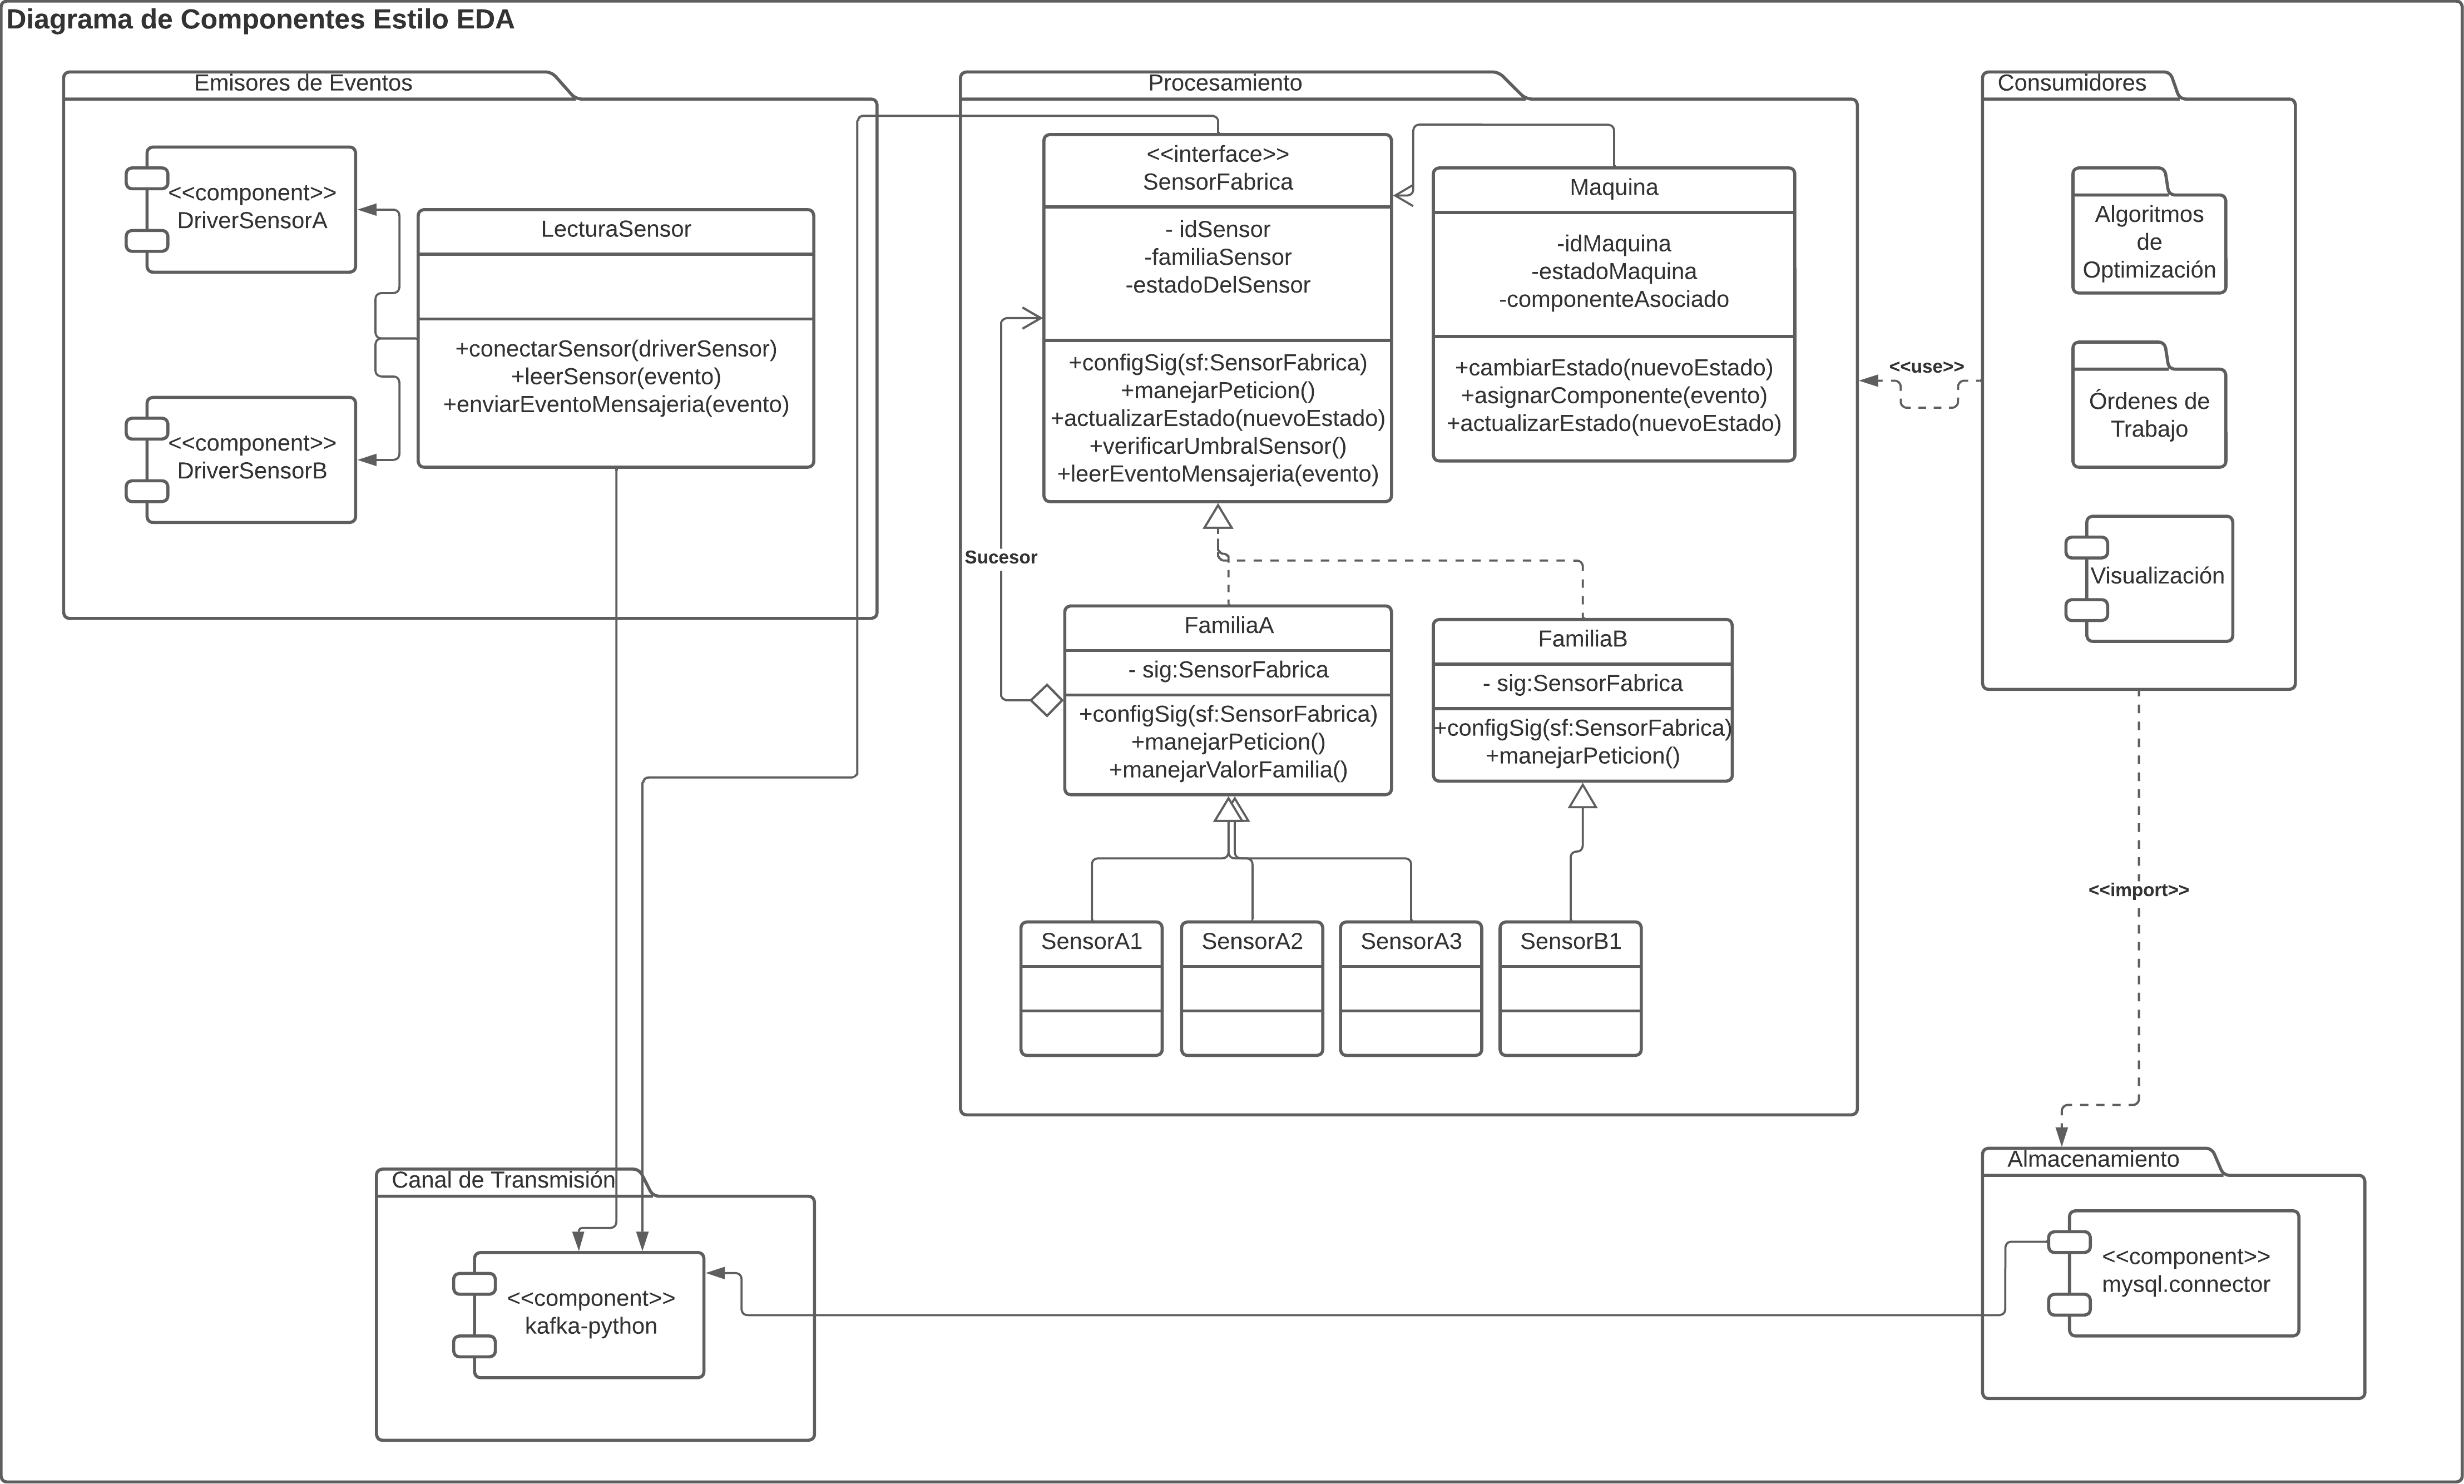 Diagrama de Componentes Estilo EDA
Emisores de Eventos
<<component>>
DriverSensorA
<<component>>
DriverSensorB
LecturaSensor
+conectarSensor(driverSensor)
+leerSensor(evento)
+enviarEventoMensajeria(evento)
Procesamiento
<<interface>>
SensorFabrica
- idSensor
-familiaSensor
-estadoDelSensor
+configSig(sf:SensorFabrica)
+manejarPeticion()
+actualizarEstado(nuevoEstado)
+verificarUmbralSensor()
+leerEventoMensajeria(evento)
Maquina
-idMaquina
-estadoMaquina
-componenteAsociado
+cambiarEstado(nuevoEstado)
+asignarComponente(evento)
+actualizarEstado(nuevoEstado)
Sucesor
FamiliaA
- sig:SensorFabrica
+configSig(sf:SensorFabrica)
+manejarPeticion()
+manejarValorFamilia()
FamiliaB
- sig:SensorFabrica
+configSig(sf:SensorFabrica)
+manejarPeticion()
SensorA1
SensorA2
SensorA3
SensorB1
<<use>>
Consumidores
Algoritmos
de
Optimización
Órdenes de
Trabajo
Visualización
<<import>>
Canal de Transmisión
<<component>>
kafka-python
Almacenamiento
<<component>>
mysql.connector